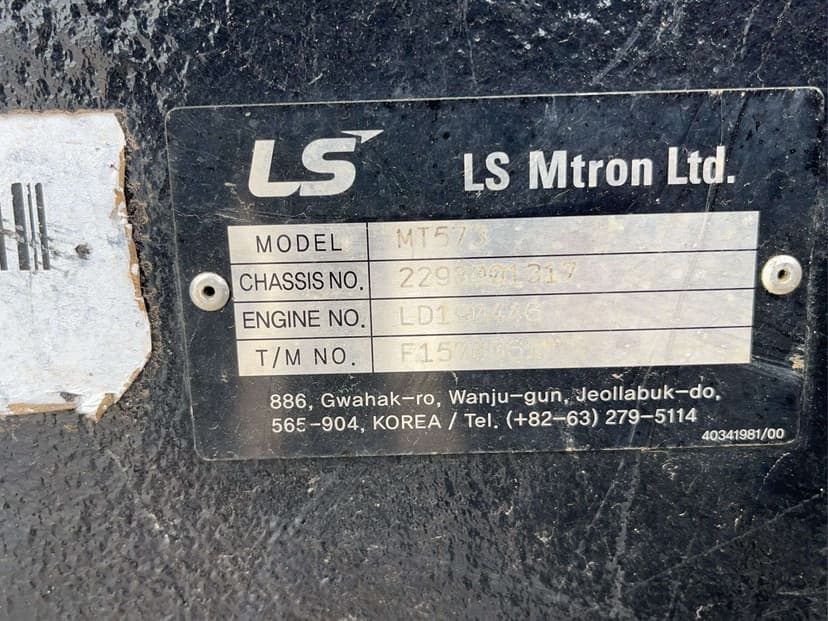 LS
LS Mtron Ltd.
MODEL MT573
CHASSIS NO.
ENGINE NO.
T/M NO.
886, Gwahak-ro, Wanju-gun, Jeollabuk-do,
565-904, KOREA / Tel. (+82-63) 279-5114
40341981/00